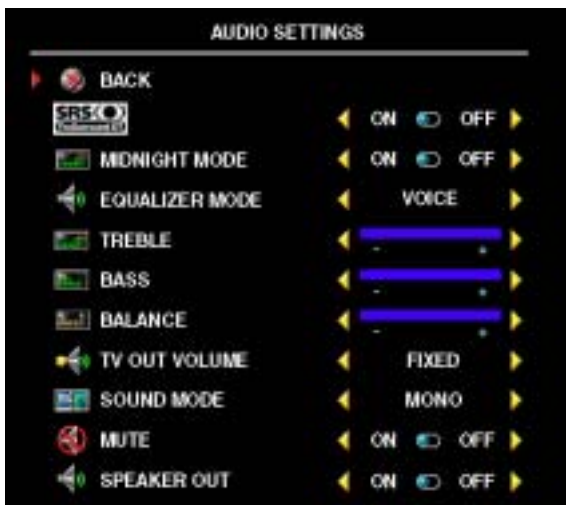 AUDIO SETTINGS
BACK
SRS ON OFF
MIDNIGHT MODE ON OFF
EQUALIZER MODE VOICE
TREBLE - +
BASS - +
BALANCE - +
TV OUT VOLUME FIXED
SOUND MODE MONO
MUTE ON OFF
SPEAKER OUT ON OFF